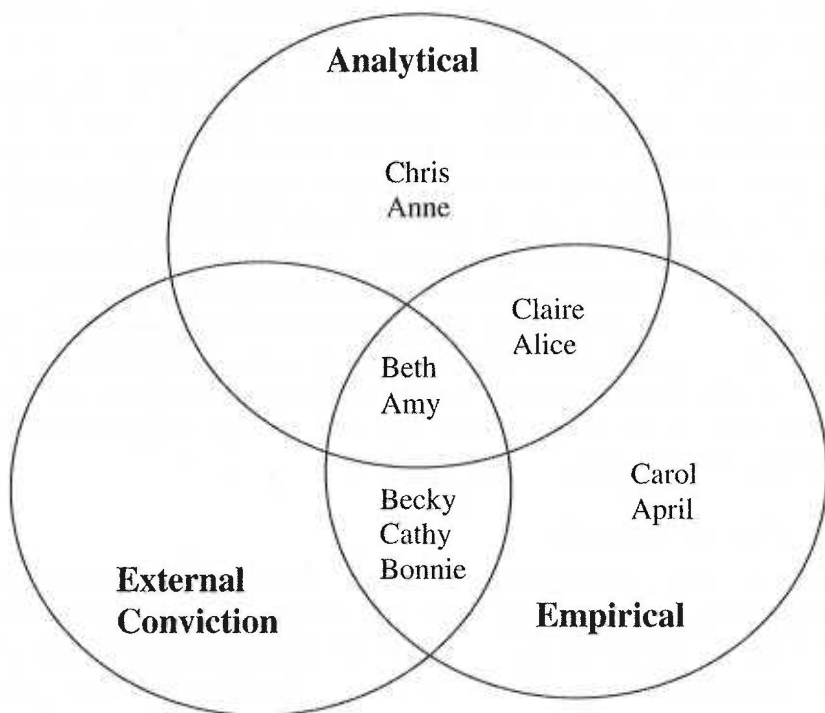 Analytical
Chris
Anne
Claire
Alice
Beth
Amy
Carol
April
Becky
Cathy
Bonnie
External
Conviction
Empirical